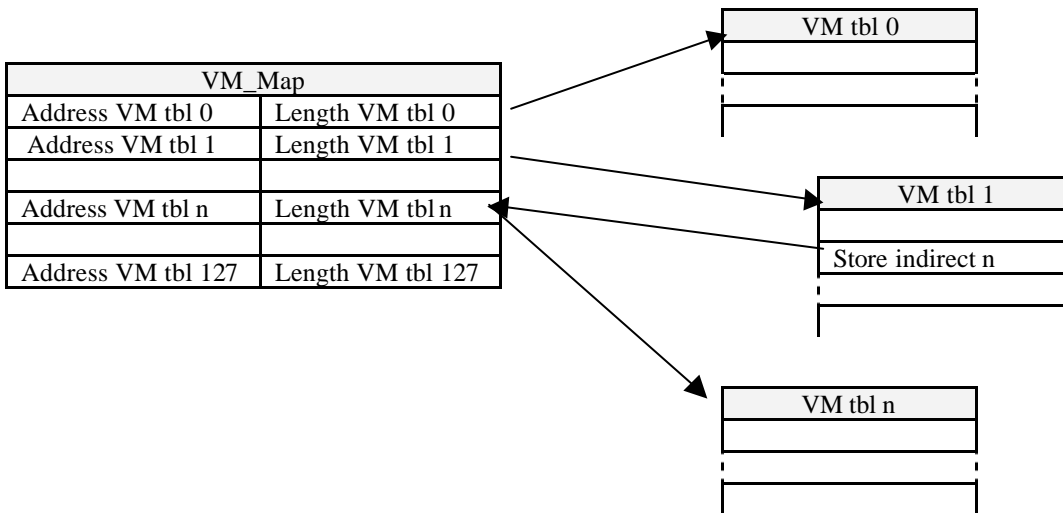 VM_Map
Address VM tbl 0 Length VM tbl 0
Address VM tbl 1 Length VM tbl 1
Address VM tbl n Length VM tbl n
Address VM tbl 127 Length VM tbl 127
VM tbl 0
VM tbl 1
Store indirect n
VM tbl n